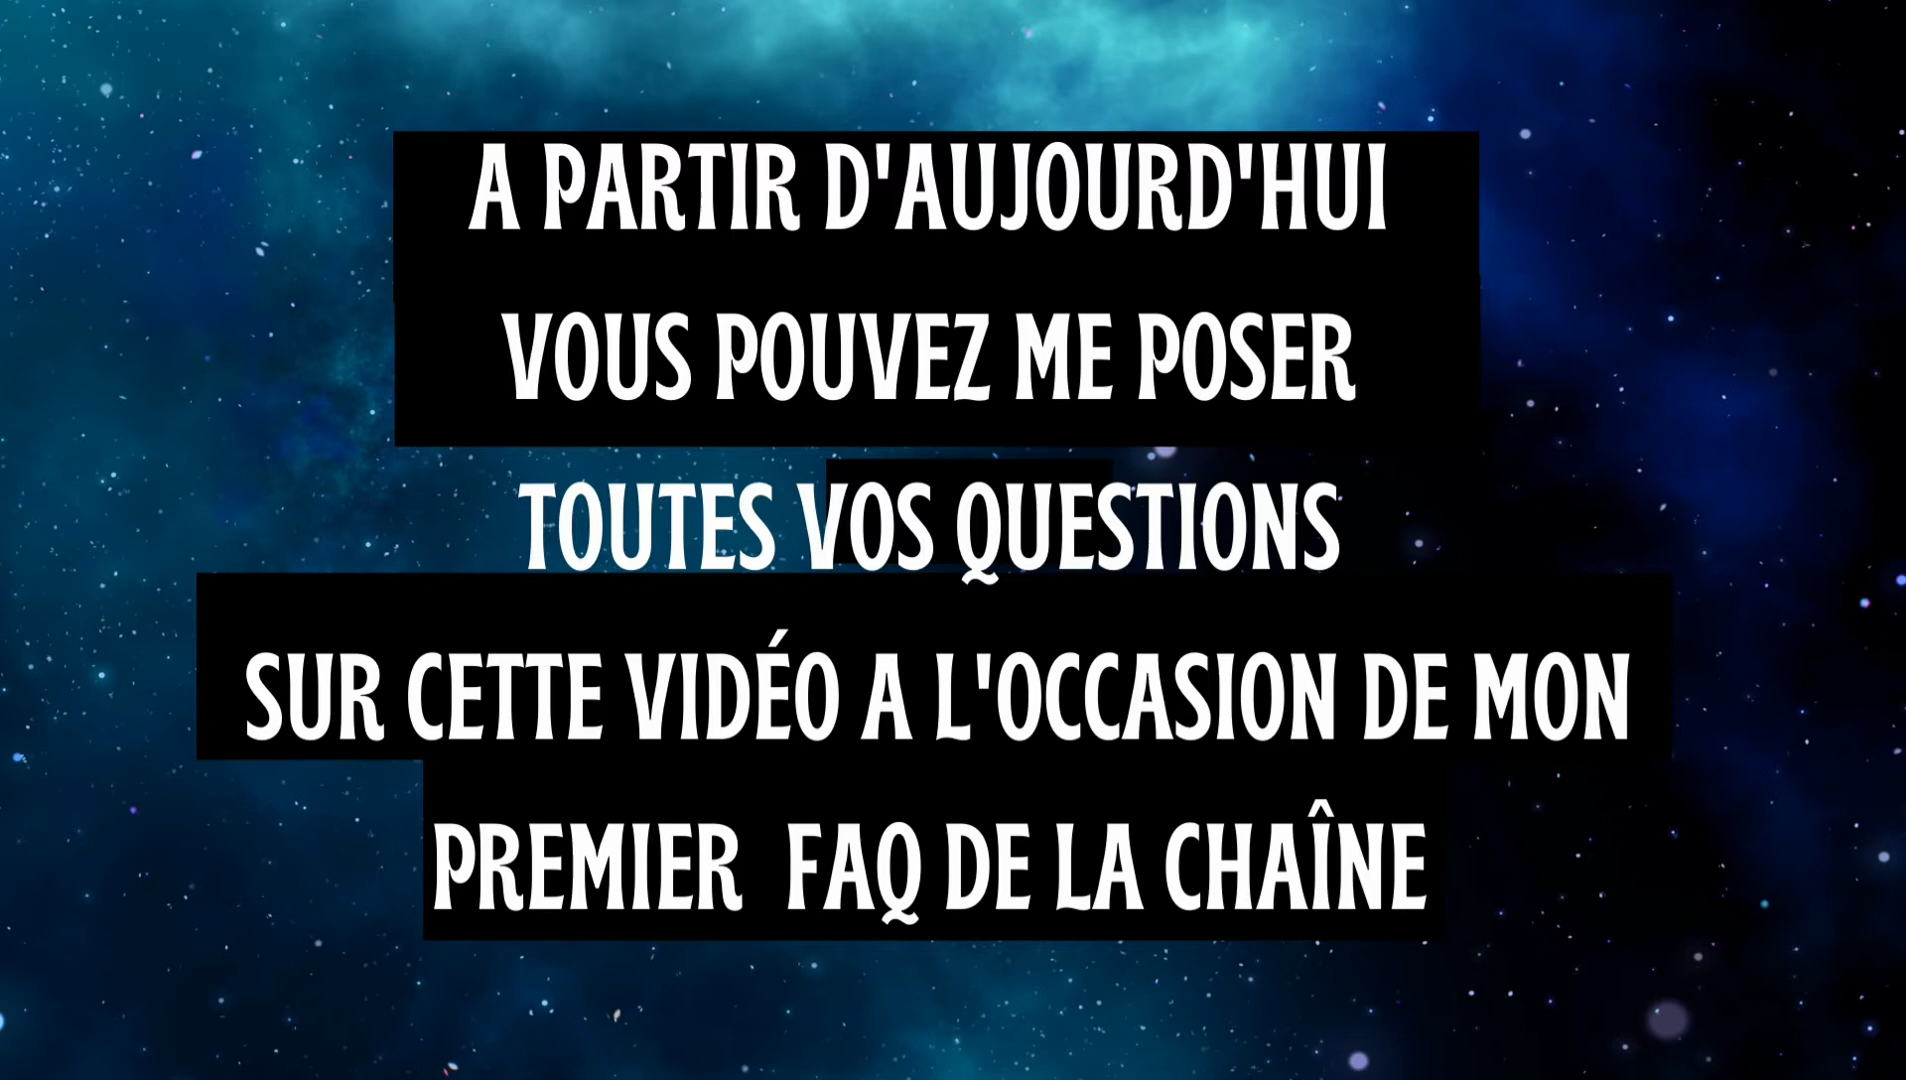 A PARTIR D'AUJOURD'HUI
VOUS POUVEZ ME POSER
TOUTES VOS QUESTIONS
SUR CETTE VIDÉO A L'OCCASION DE MON
PREMIER FAQ DE LA CHAÎNE